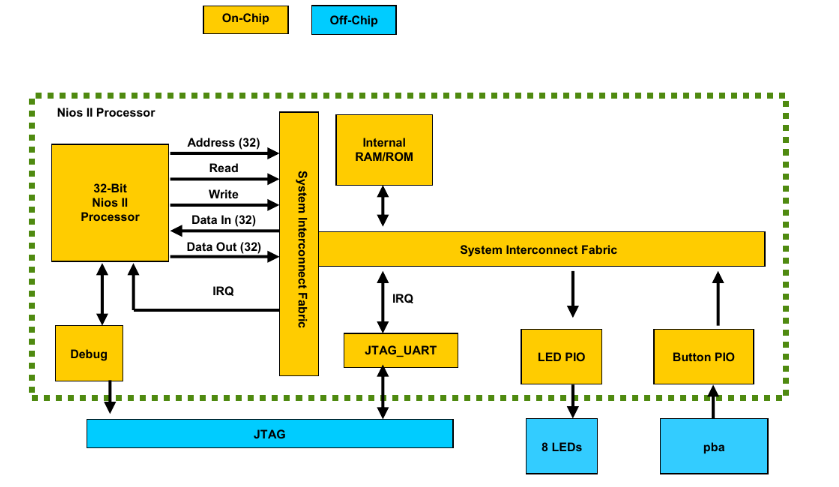 On-Chip
Off-Chip
Nios II Processor
32-Bit
Nios II
Processor
Address (32)
Read
Write
Data In (32)
Data Out (32)
IRQ
System Interconnect Fabric
Internal
RAM/ROM
System Interconnect Fabric
IRQ
Debug
JTAG_UART
LED PIO
Button PIO
JTAG
8 LEDs
pba